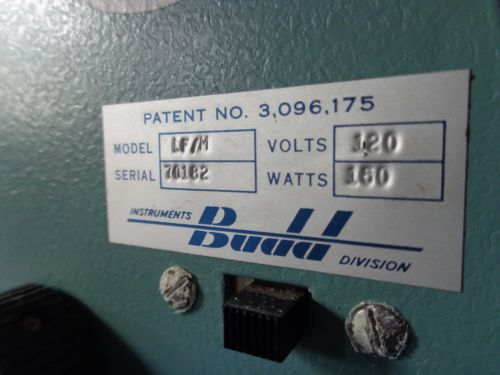 PATENT NO. 3,096,175
MODEL LF/M VOLTS 120
SERIAL 70182 WATTS 150
INSTRUMENTS Budd DIVISION